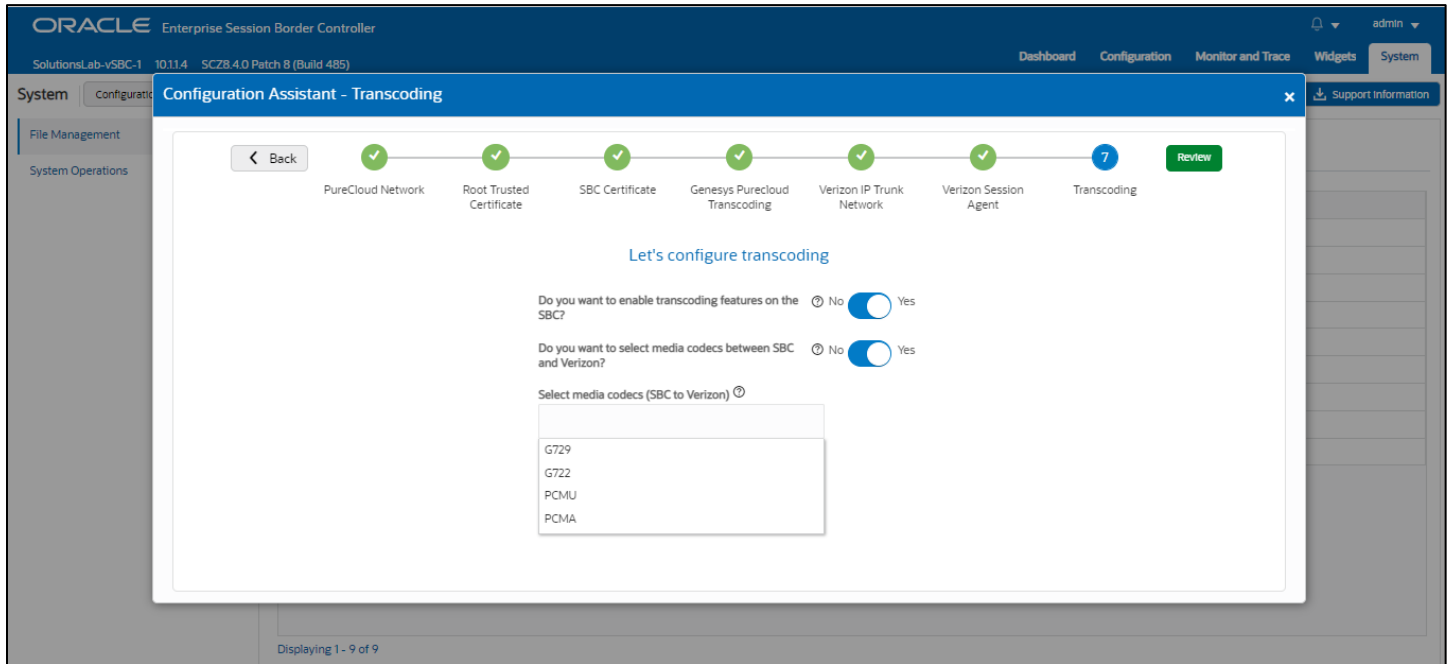 ORACLE Enterprise Session Border Controller
admin
SolutionsLab-vSBC-1 10.1.1.4 SCZ8.4.0 Patch 8 (Build 485)
Dashboard Configuration Monitor and Trace Widgets System
System
Configuratio
Configuration Assistant - Transcoding
×
Support Information
File Management
System Operations
Back
7
Review
PureCloud Network
Root Trusted
Certificate
SBC Certificate
Genesys Purecloud
Transcoding
Verizon IP Trunk
Network
Verizon Session
Agent
Transcoding
Let's configure transcoding
Do you want to enable transcoding features on the
SBC?
? No Yes
Do you want to select media codecs between SBC
and Verizon?
? No Yes
Select media codecs (SBC to Verizon) ?
G729
G722
PCMU
PCMA
Displaying 1 - 9 of 9